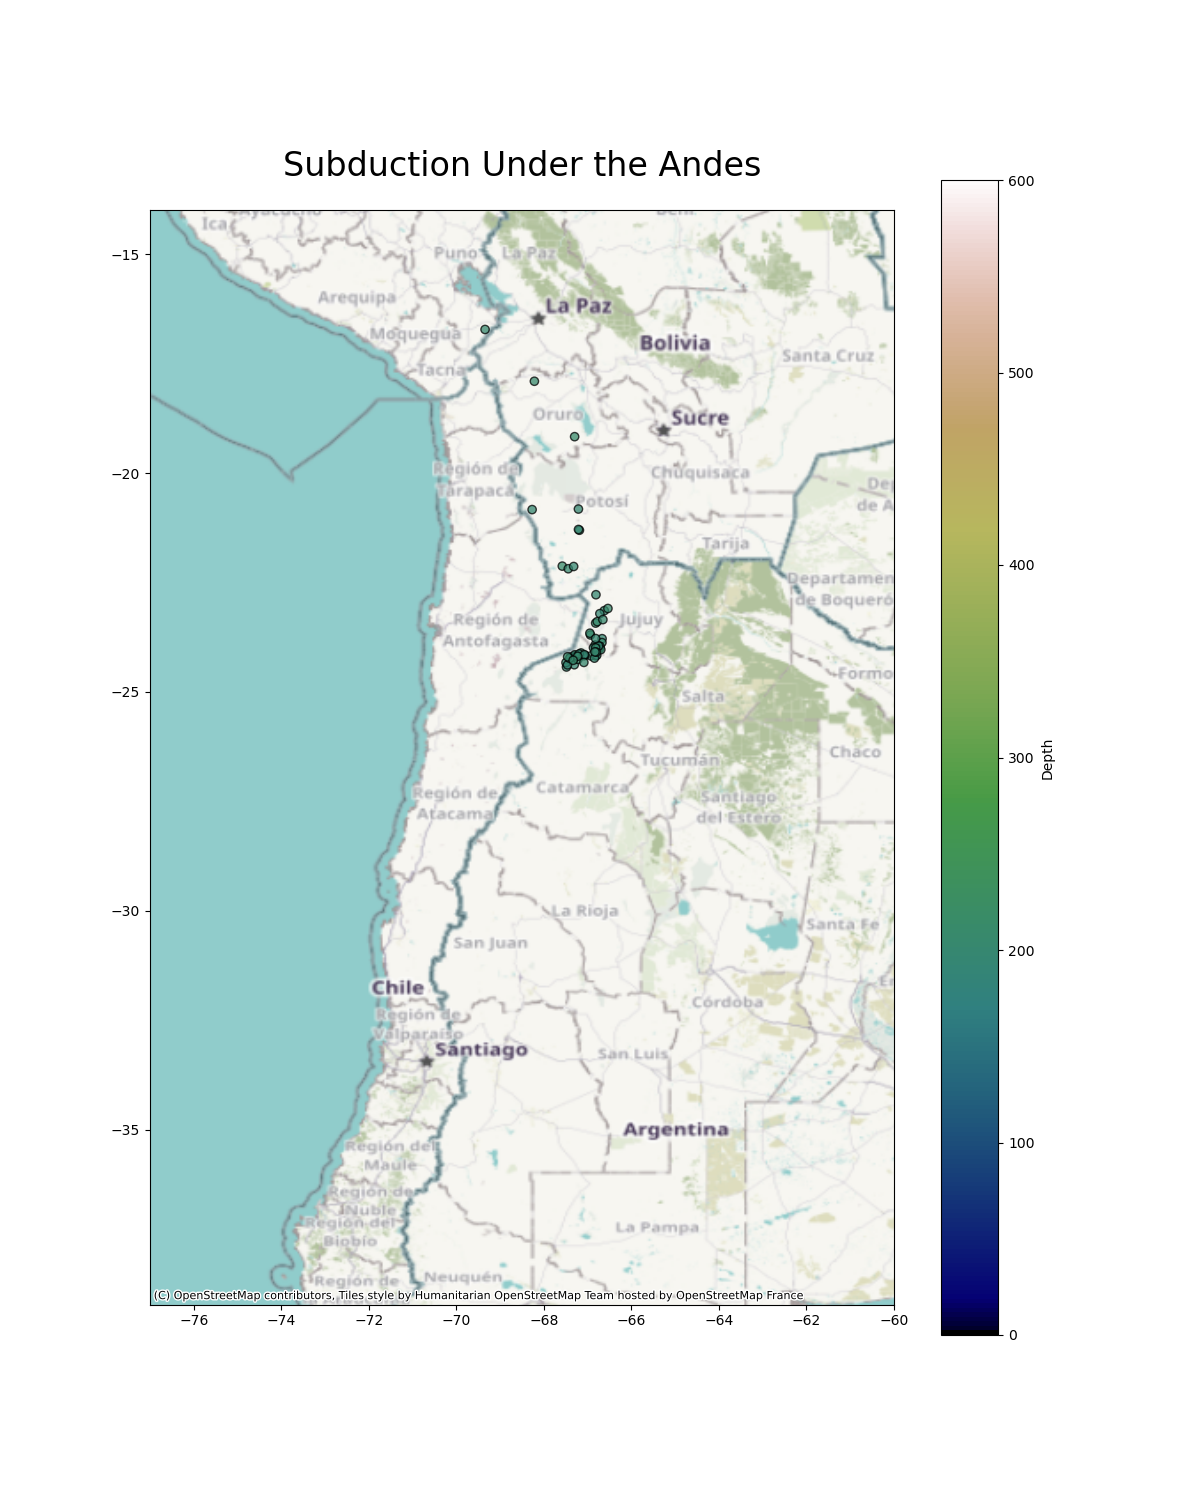 Subduction Under the Andes
600
Ica
Puno
La Paz
−15
Arequipa
La Paz
Moquegua
Bolivia
Santa Cruz
Tacna
500
Oruro
Sucre
−20
Región de
Tarapacá
Chuquisaca
Potosí
de A
Tarija
400
Departamen
de Boqueró
Región de
Antofagasta
Jujuy
Formo
−25
Salta
300
Depth
Chaco
Tucumán
Catamarca
Región de
Atacama
Santiago
del Estero
−30
La Rioja
Santa Fe
San Juan
200
Chile
Córdoba
Región de
Valparaíso
Santiago
San Luis
−35
Argentina
100
Región del
Maule
Región de
Ñuble
Región del
Biobío
La Pampa
Neuquén
Región de
(C) OpenStreetMap contributors, Tiles style by Humanitarian OpenStreetMap Team hosted by OpenStreetMap France
−76
−74
−72
−70
−68
−66
−64
−62
−60
0